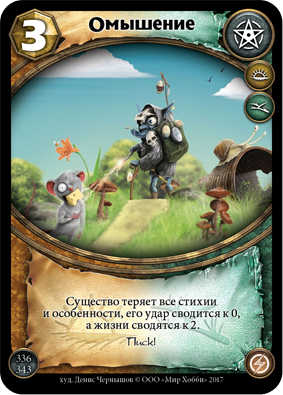 3
Омышение
Существо теряет все стихии
и особенности, его удар сводится к 0,
а жизни сводятся к 2.
Писк!
336
343
худ. Денис Чернышов © ООО «Мир Хобби» 2017